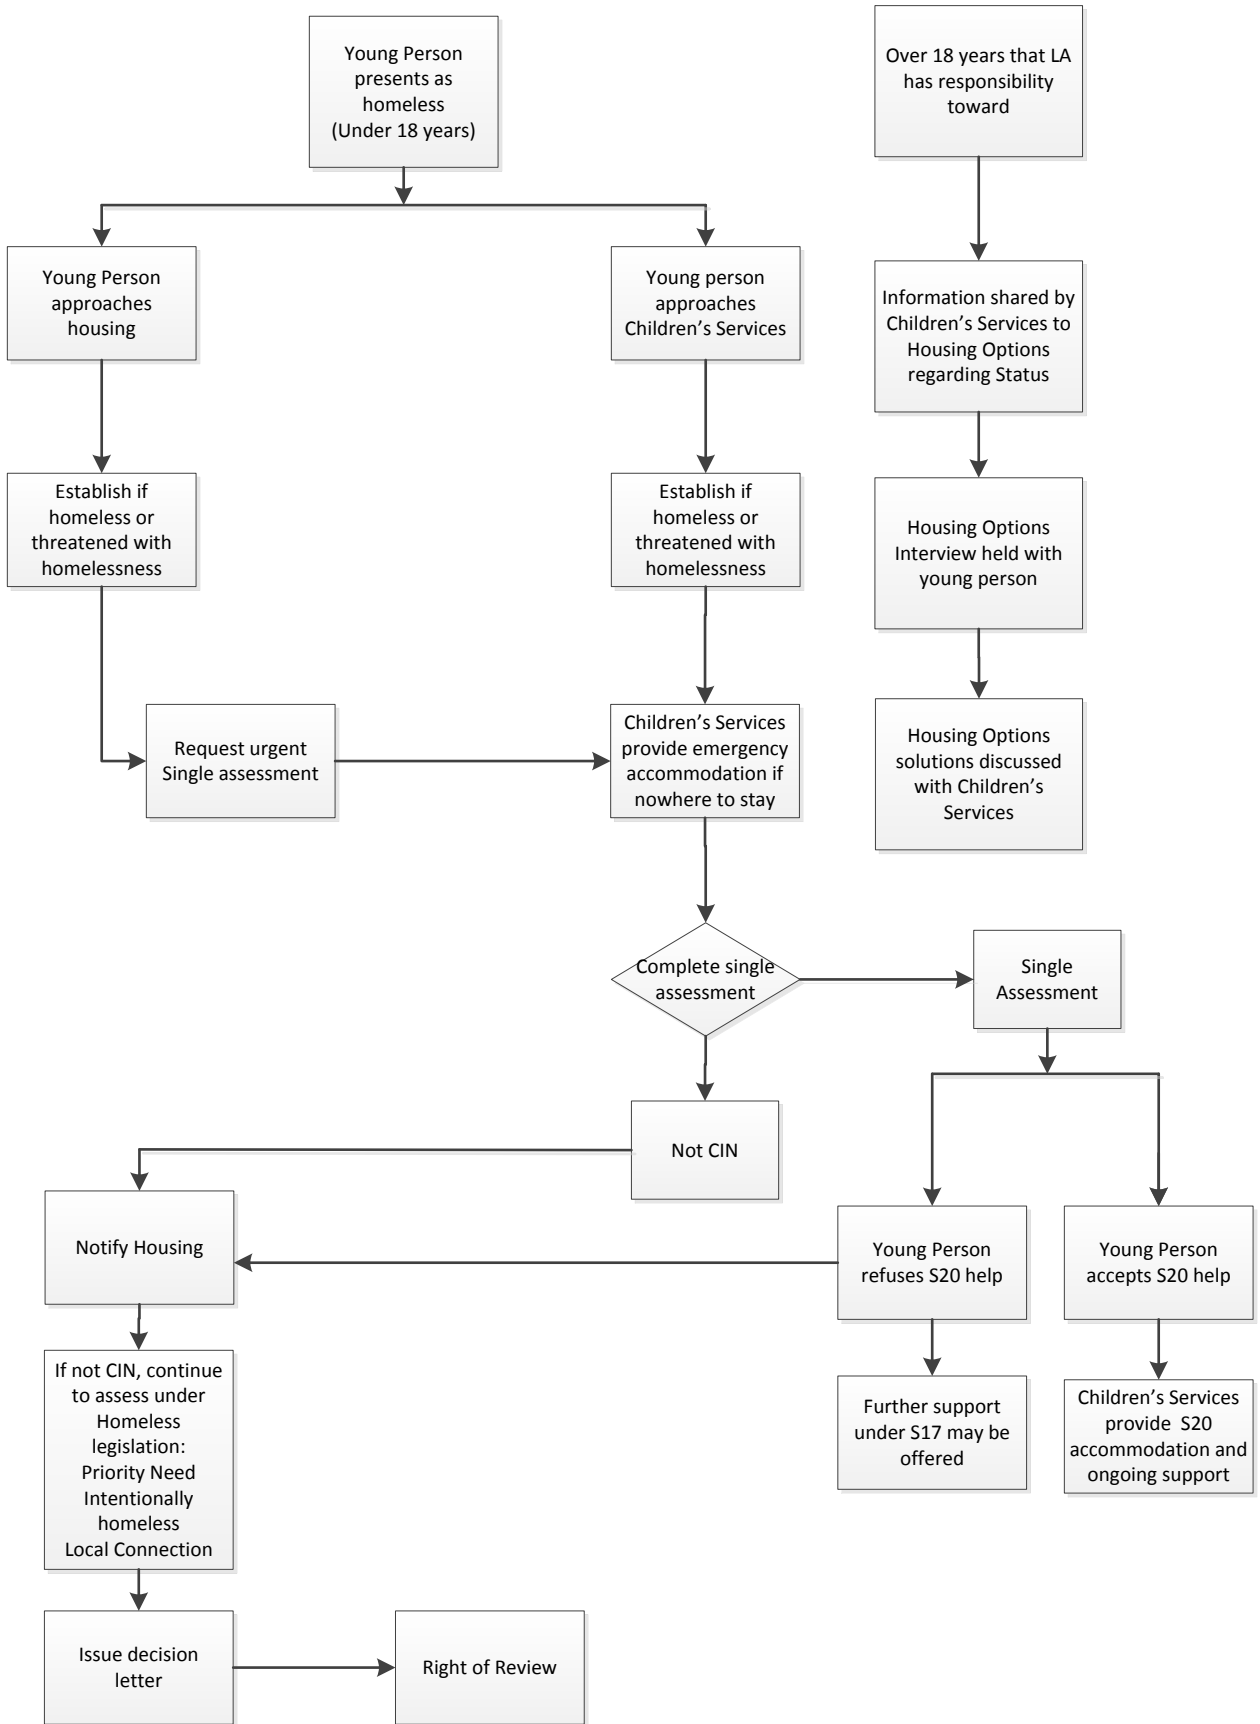 Young Person
presents as
homeless
(Under 18 years)
Over 18 years that LA
has responsibility
toward
Young Person
approaches
housing
Young person
approaches
Children’s Services
Information shared by
Children’s Services to
Housing Options
regarding Status
Establish if
homeless or
threatened with
homelessness
Establish if
homeless or
threatened with
homelessness
Housing Options
Interview held with
young person
Request urgent
Single assessment
Children’s Services
provide emergency
accommodation if
nowhere to stay
Housing Options
solutions discussed
with Children’s
Services
Complete single
assessment
Single
Assessment
Not CIN
Notify Housing
Young Person
refuses S20 help
Young Person
accepts S20 help
If not CIN, continue
to assess under
Homeless
legislation:
Priority Need
Intentionally
homeless
Local Connection
Further support
under S17 may be
offered
Children’s Services
provide  S20
accommodation and
ongoing support
Issue decision
letter
Right of Review